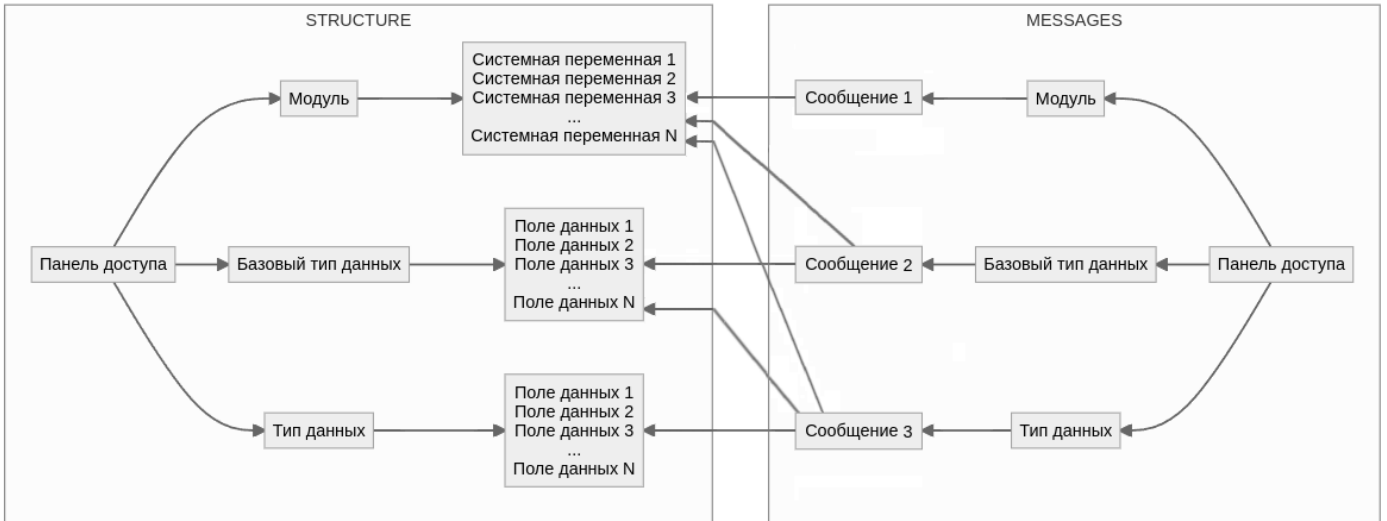 STRUCTURE
Панель доступа
Модуль
Системная переменная 1
Системная переменная 2
Системная переменная 3
...
Системная переменная N
Базовый тип данных
Поле данных 1
Поле данных 2
Поле данных 3
...
Поле данных N
Тип данных
Поле данных 1
Поле данных 2
Поле данных 3
...
Поле данных N
MESSAGES
Сообщение 1
Модуль
Сообщение 2
Базовый тип данных
Панель доступа
Сообщение 3
Тип данных